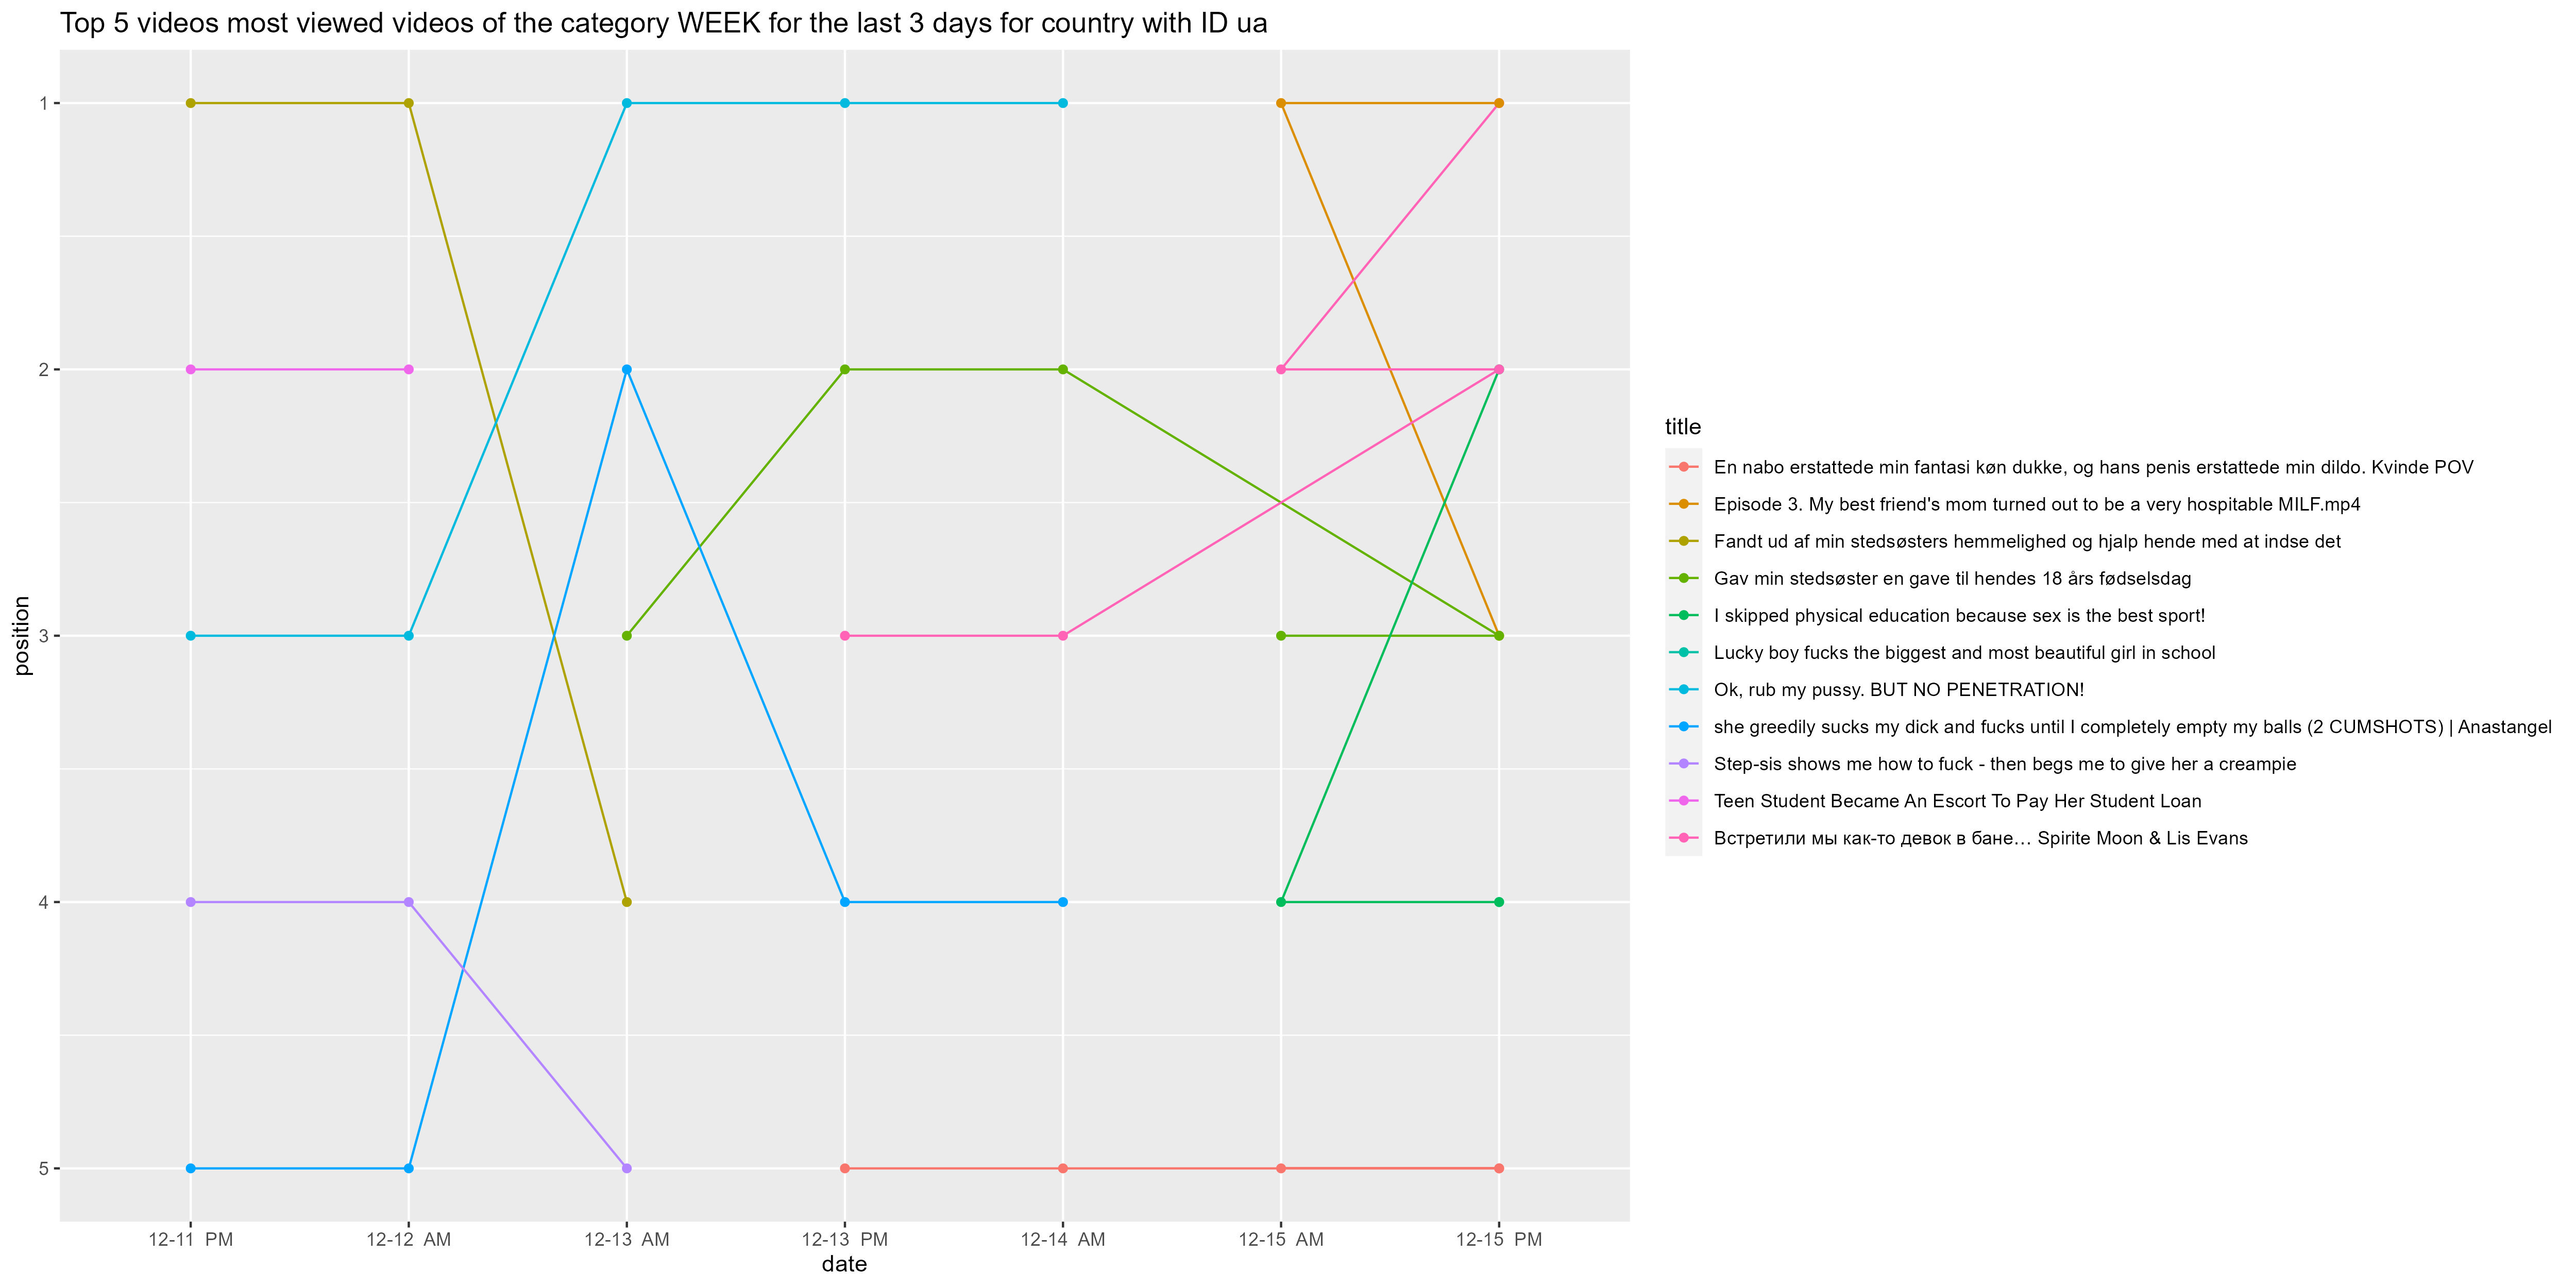 Top 5 videos most viewed videos of the category WEEK for the last 3 days for country with ID ua
1
2
3
4
5
position
12-11 PM
12-12 AM
12-13 AM
12-13 PM
12-14 AM
12-15 AM
12-15 PM
date
title
En nabo erstattede min fantasi køn dukke, og hans penis erstattede min dildo. Kvinde POV
Episode 3. My best friend's mom turned out to be a very hospitable MILF.mp4
Fandt ud af min stedsøsters hemmelighed og hjalp hende med at indse det
Gav min stedsøster en gave til hendes 18 års fødselsdag
I skipped physical education because sex is the best sport!
Lucky boy fucks the biggest and most beautiful girl in school
Ok, rub my pussy. BUT NO PENETRATION!
she greedily sucks my dick and fucks until I completely empty my balls (2 CUMSHOTS) | Anastangel
Step-sis shows me how to fuck - then begs me to give her a creampie
Teen Student Became An Escort To Pay Her Student Loan
Встретили мы как-то девок в бане… Spirite Moon & Lis Evans